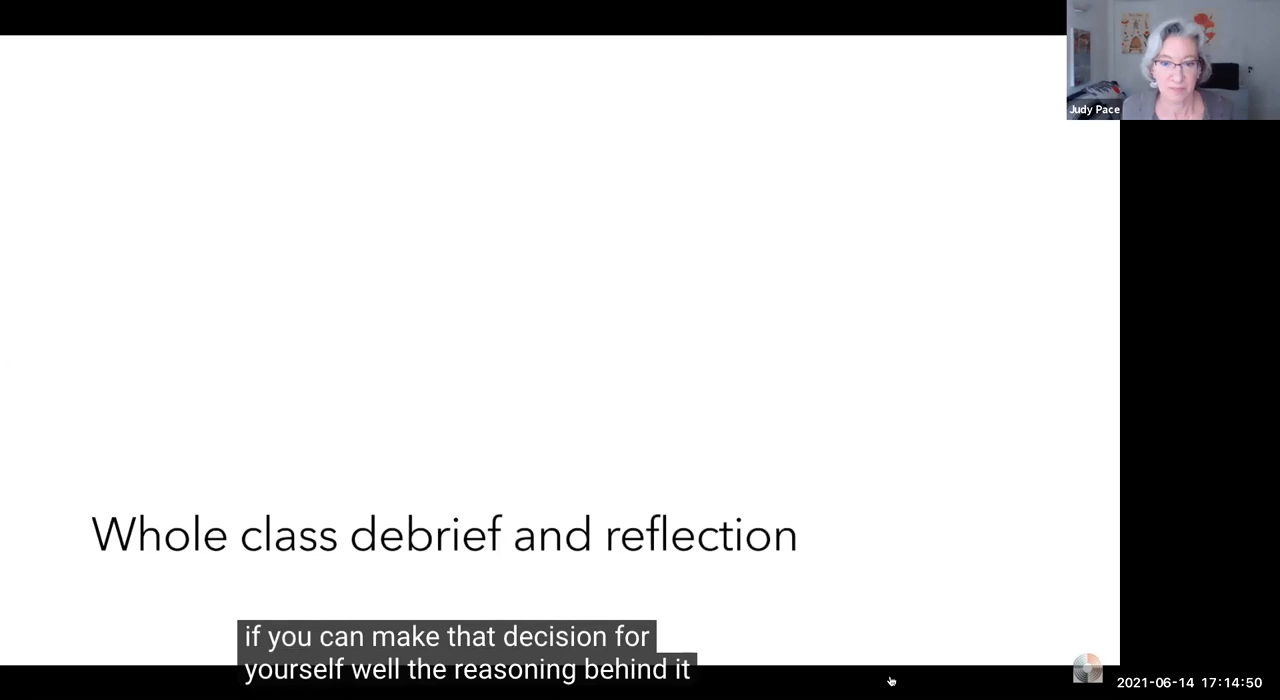 Judy Pace
Whole class debrief and reflection
if you can make that decision for
yourself well the reasoning behind it
2021-06-14 17:14:50